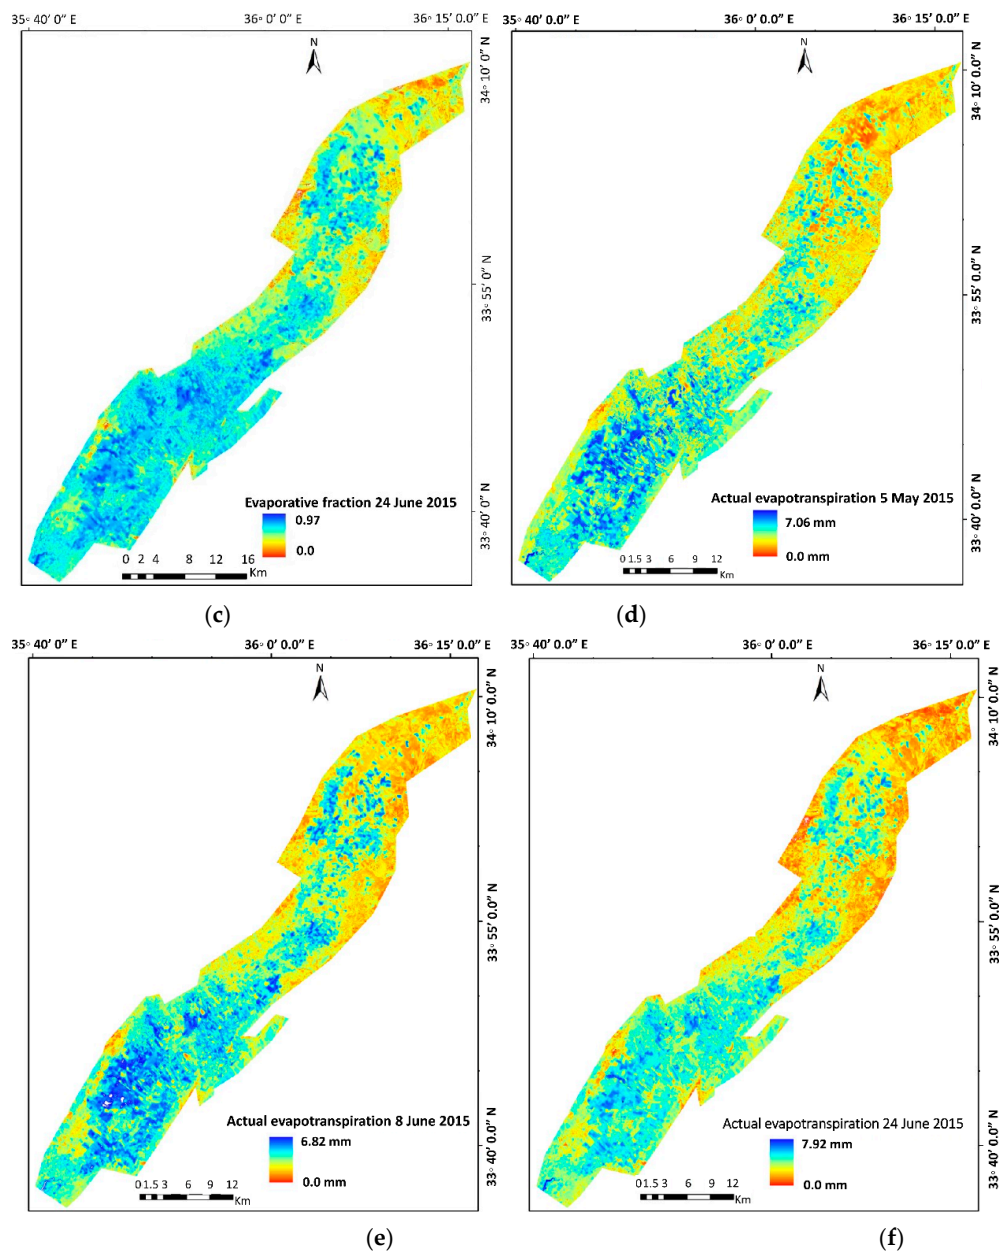 35° 40′ 0″ E 36° 0′ 0.0″ 36° 15′ 0.0″
N
34° 10′ 0.0″ N
33° 55′ 0″ N
33° 40′ 0″ N
Evaporative fraction 24 June 2015
0.97
0.0
0 2 4 8 12 16
Km
(c)
35° 40′ 0″ E 36° 0′ 0.0″ 36° 15′ 0.0″
N
34° 10′ 0.0″ N
33° 55′ 0.0″ N
33° 40′ 0″ N
Actual evapotranspiration 5 May 2015
7.06 mm
0.0 mm
0 1.5 3 6 9 12
Km
(d)
35° 40′ 0″ E 36° 0′ 0.0″ 36° 15′ 0.0″
N
34° 10′ 0.0″ N
33° 55′ 0.0″ N
33° 40′ 0.0″ N
Actual evapotranspiration 8 June 2015
6.82 mm
0.0 mm
0 1.5 3 6 9 12
Km
(e)
35° 40′ 0″ E 36° 0′ 0.0″ E 36° 15′ 0.0″
N
34° 10′ 0.0″ N
33° 55′ 0.0″ N
33° 40′ 0.0″ N
Actual evapotranspiration 24 June 2015
7.92 mm
0.0 mm
0 1.5 3 6 9 12
Km
(f)